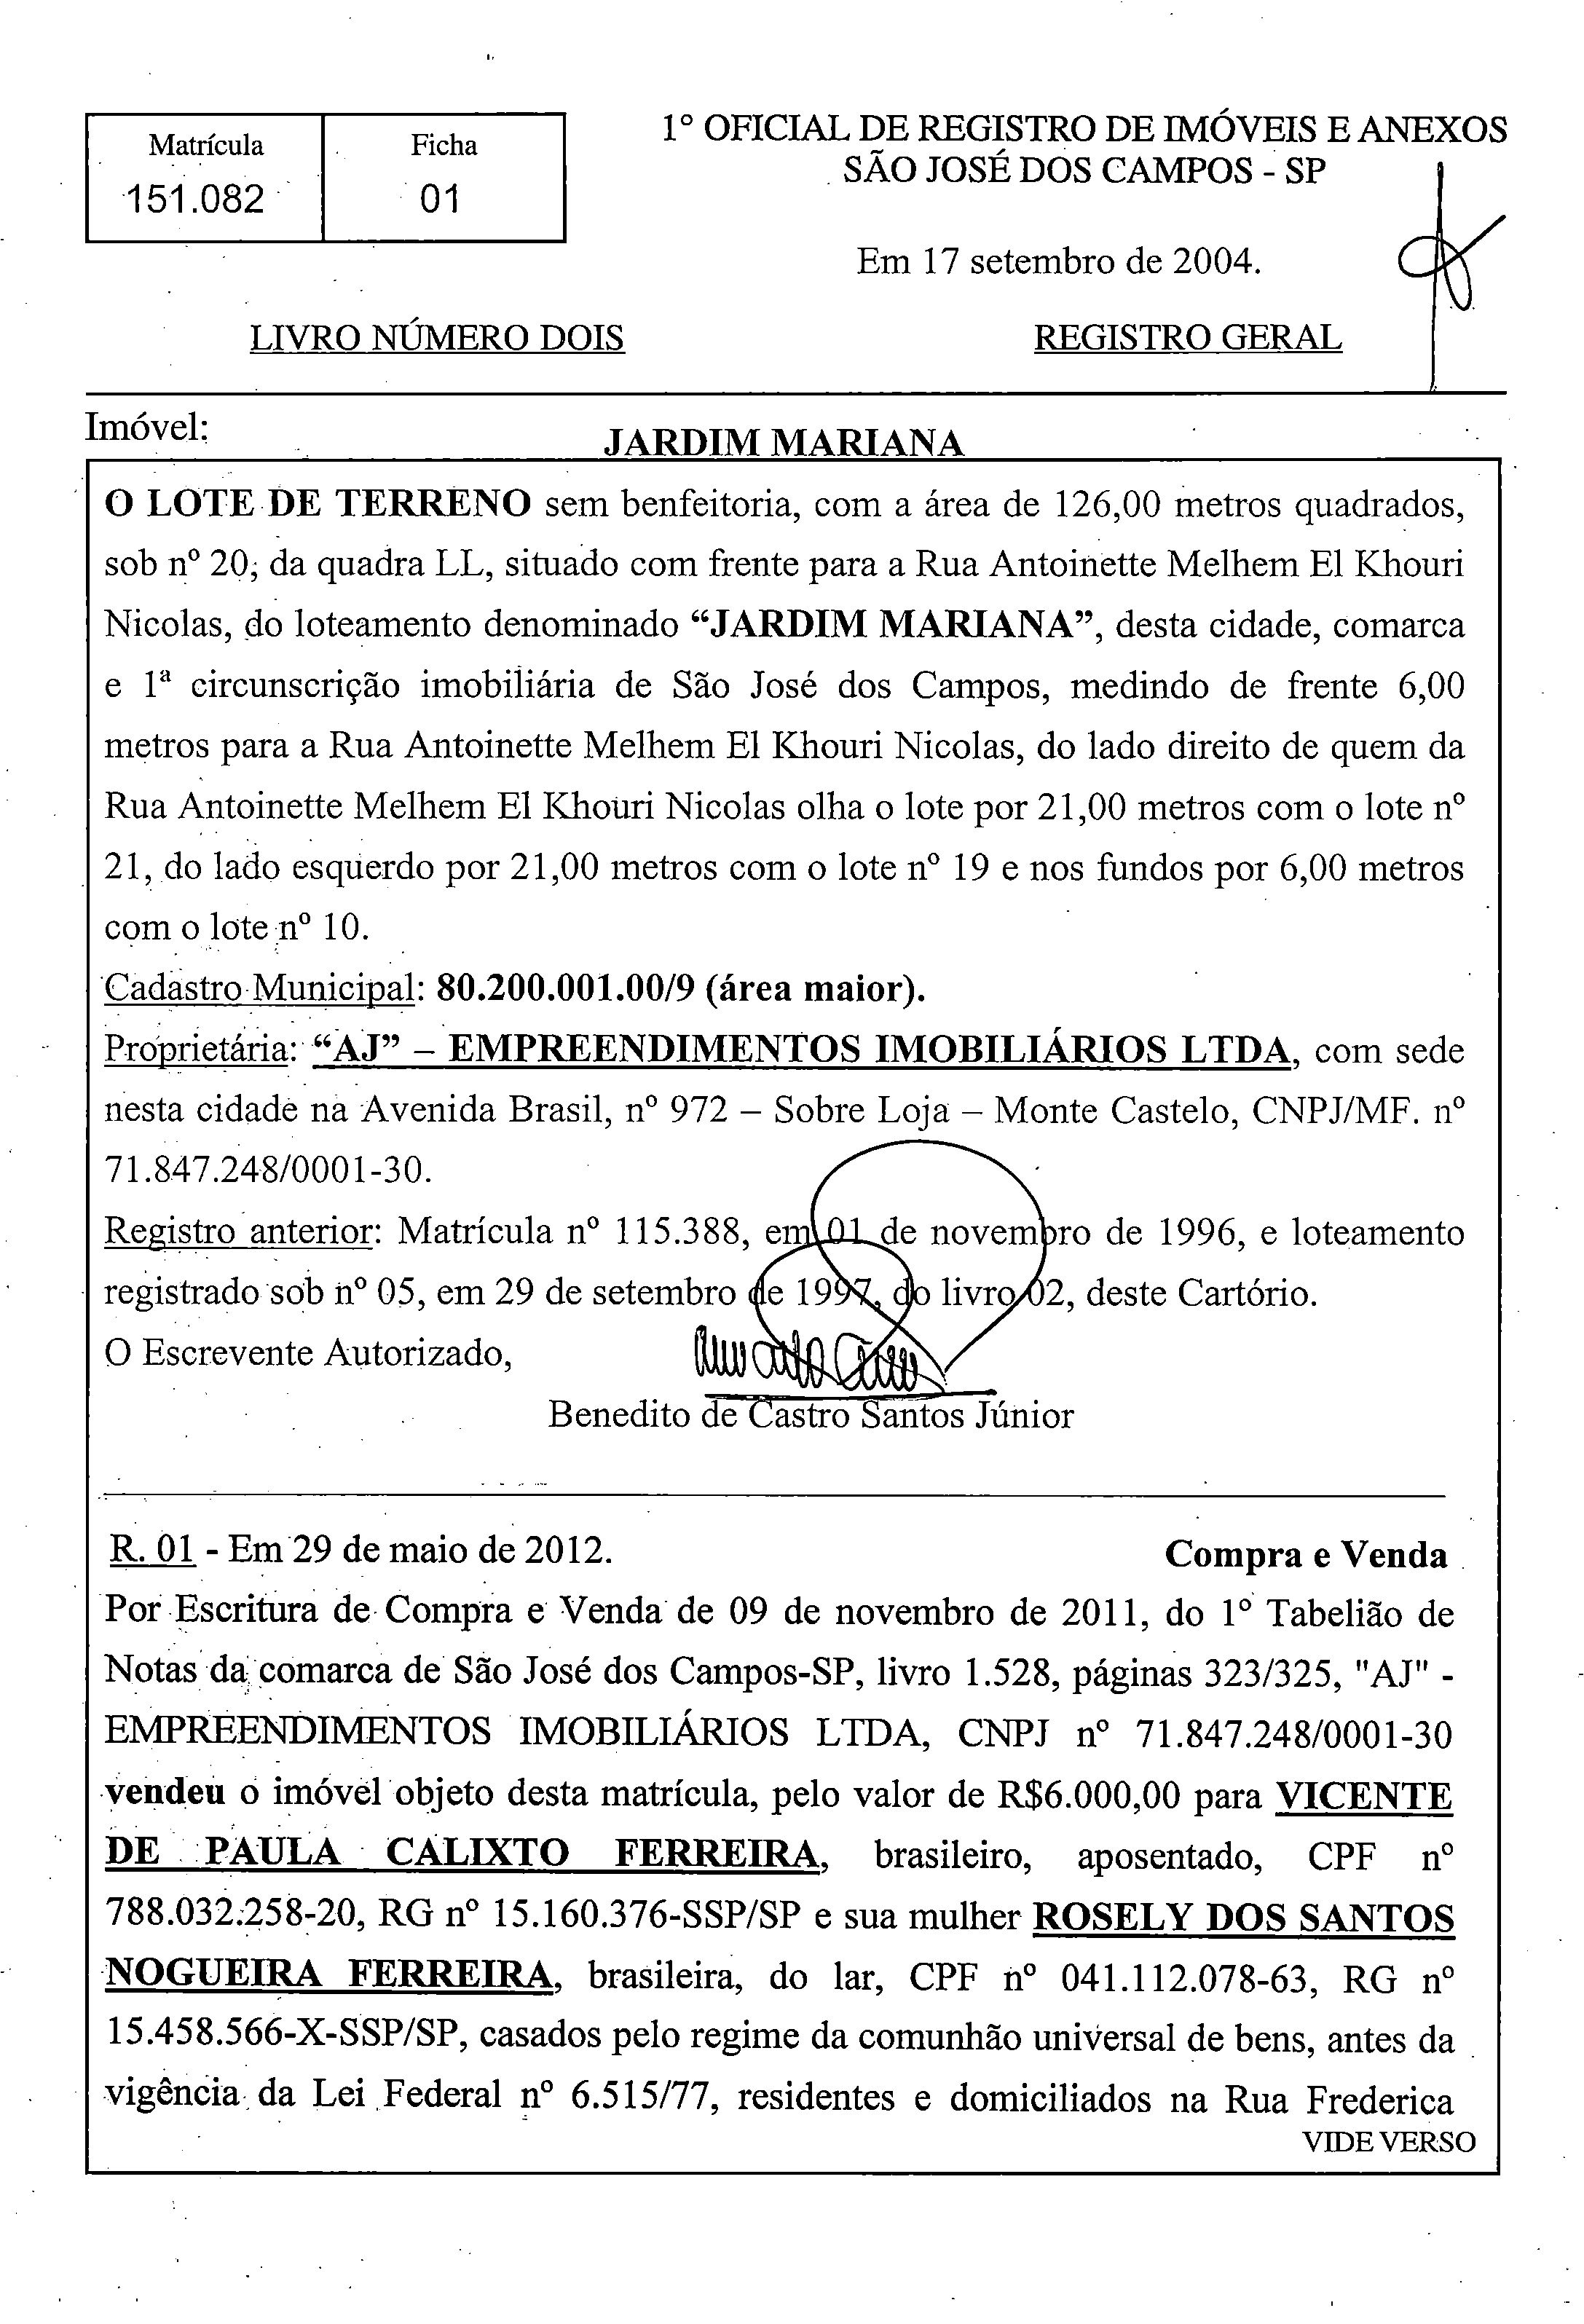 Matrícula
151.082
Ficha
01
1º OFICIAL DE REGISTRO DE IMÓVEIS E ANEXOS
SÃO JOSÉ DOS CAMPOS - SP
Em 17 setembro de 2004.
LIVRO NÚMERO DOIS
REGISTRO GERAL
Imóvel:
JARDIM MARIANA
O LOTE DE TERRENO sem benfeitoria, com a área de 126,00 metros quadrados,
sob nº 20, da quadra LL, situado com frente para a Rua Antoinette Melhem El Khouri
Nicolas, do loteamento denominado “JARDIM MARIANA”, desta cidade, comarca
e 1ª circunscrição imobiliária de São José dos Campos, medindo de frente 6,00
metros para a Rua Antoinette Melhem El Khouri Nicolas, do lado direito de quem da
Rua Antoinette Melhem El Khouri Nicolas olha o lote por 21,00 metros com o lote nº
21, do lado esquerdo por 21,00 metros com o lote nº 19 e nos fundos por 6,00 metros
com o lote nº 10.
Cadastro Municipal: 80.200.001.00/9 (área maior).
Proprietária: “AJ” – EMPREENDIMENTOS IMOBILIÁRIOS LTDA, com sede
nesta cidade na Avenida Brasil, nº 972 – Sobre Loja – Monte Castelo, CNPJ/MF. nº
71.847.248/0001-30.
Registro anterior: Matrícula nº 115.388, em 01 de novembro de 1996, e loteamento
registrado sob nº 05, em 29 de setembro de 1997, do livro 02, deste Cartório.
O Escrevente Autorizado,
Benedito de Castro Santos Júnior
R. 01 - Em 29 de maio de 2012.
Compra e Venda
Por Escritura de Compra e Venda de 09 de novembro de 2011, do 1º Tabelião de
Notas da comarca de São José dos Campos-SP, livro 1.528, páginas 323/325, "AJ" -
EMPREENDIMENTOS IMOBILIÁRIOS LTDA, CNPJ nº 71.847.248/0001-30
vendeu o imóvel objeto desta matrícula, pelo valor de R$6.000,00 para VICENTE
DE PAULA CALIXTO FERREIRA, brasileiro, aposentado, CPF nº
788.032.258-20, RG nº 15.160.376-SSP/SP e sua mulher ROSELY DOS SANTOS
NOGUEIRA FERREIRA, brasileira, do lar, CPF nº 041.112.078-63, RG nº
15.458.566-X-SSP/SP, casados pelo regime da comunhão universal de bens, antes da
vigência da Lei Federal nº 6.515/77, residentes e domiciliados na Rua Frederica
VIDE VERSO